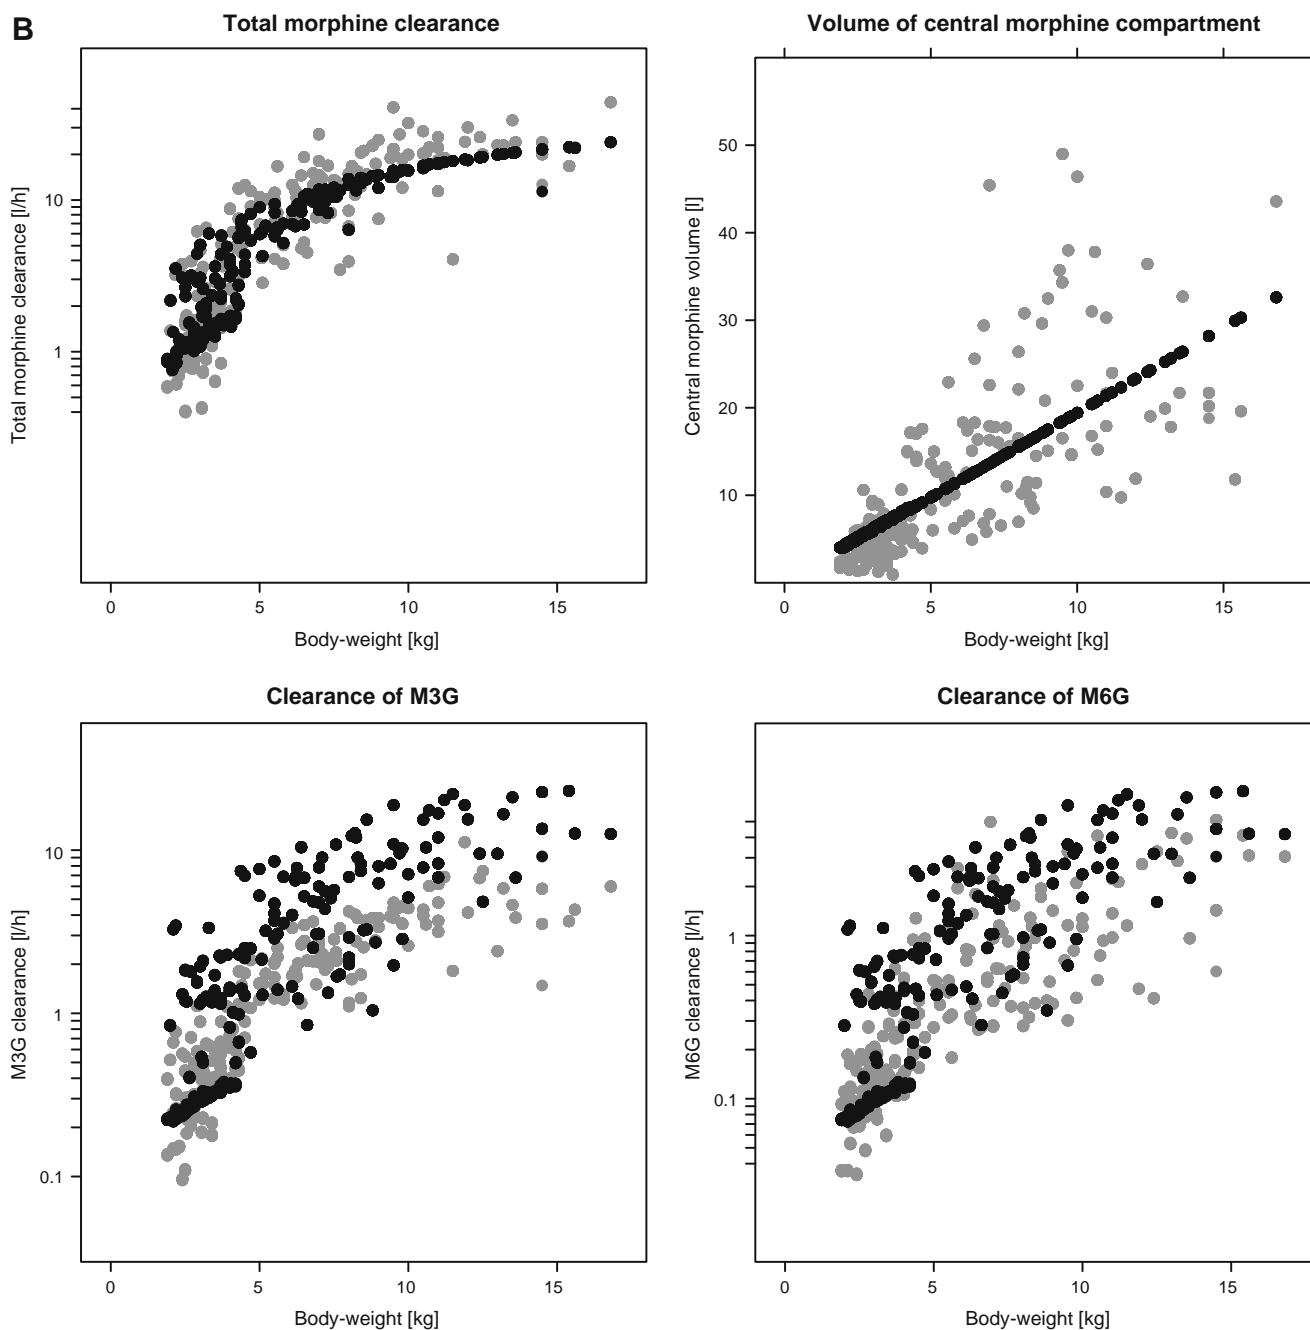 B
Total morphine clearance
Volume of central morphine compartment
Total morphine clearance [l/h]
10
1
0 5 10 15
Body-weight [kg]
Central morphine volume [l]
50
40
30
20
10
0 5 10 15
Body-weight [kg]
Clearance of M3G
Clearance of M6G
M3G clearance [l/h]
10
1
0.1
0 5 10 15
Body-weight [kg]
M6G clearance [l/h]
1
0.1
0 5 10 15
Body-weight [kg]